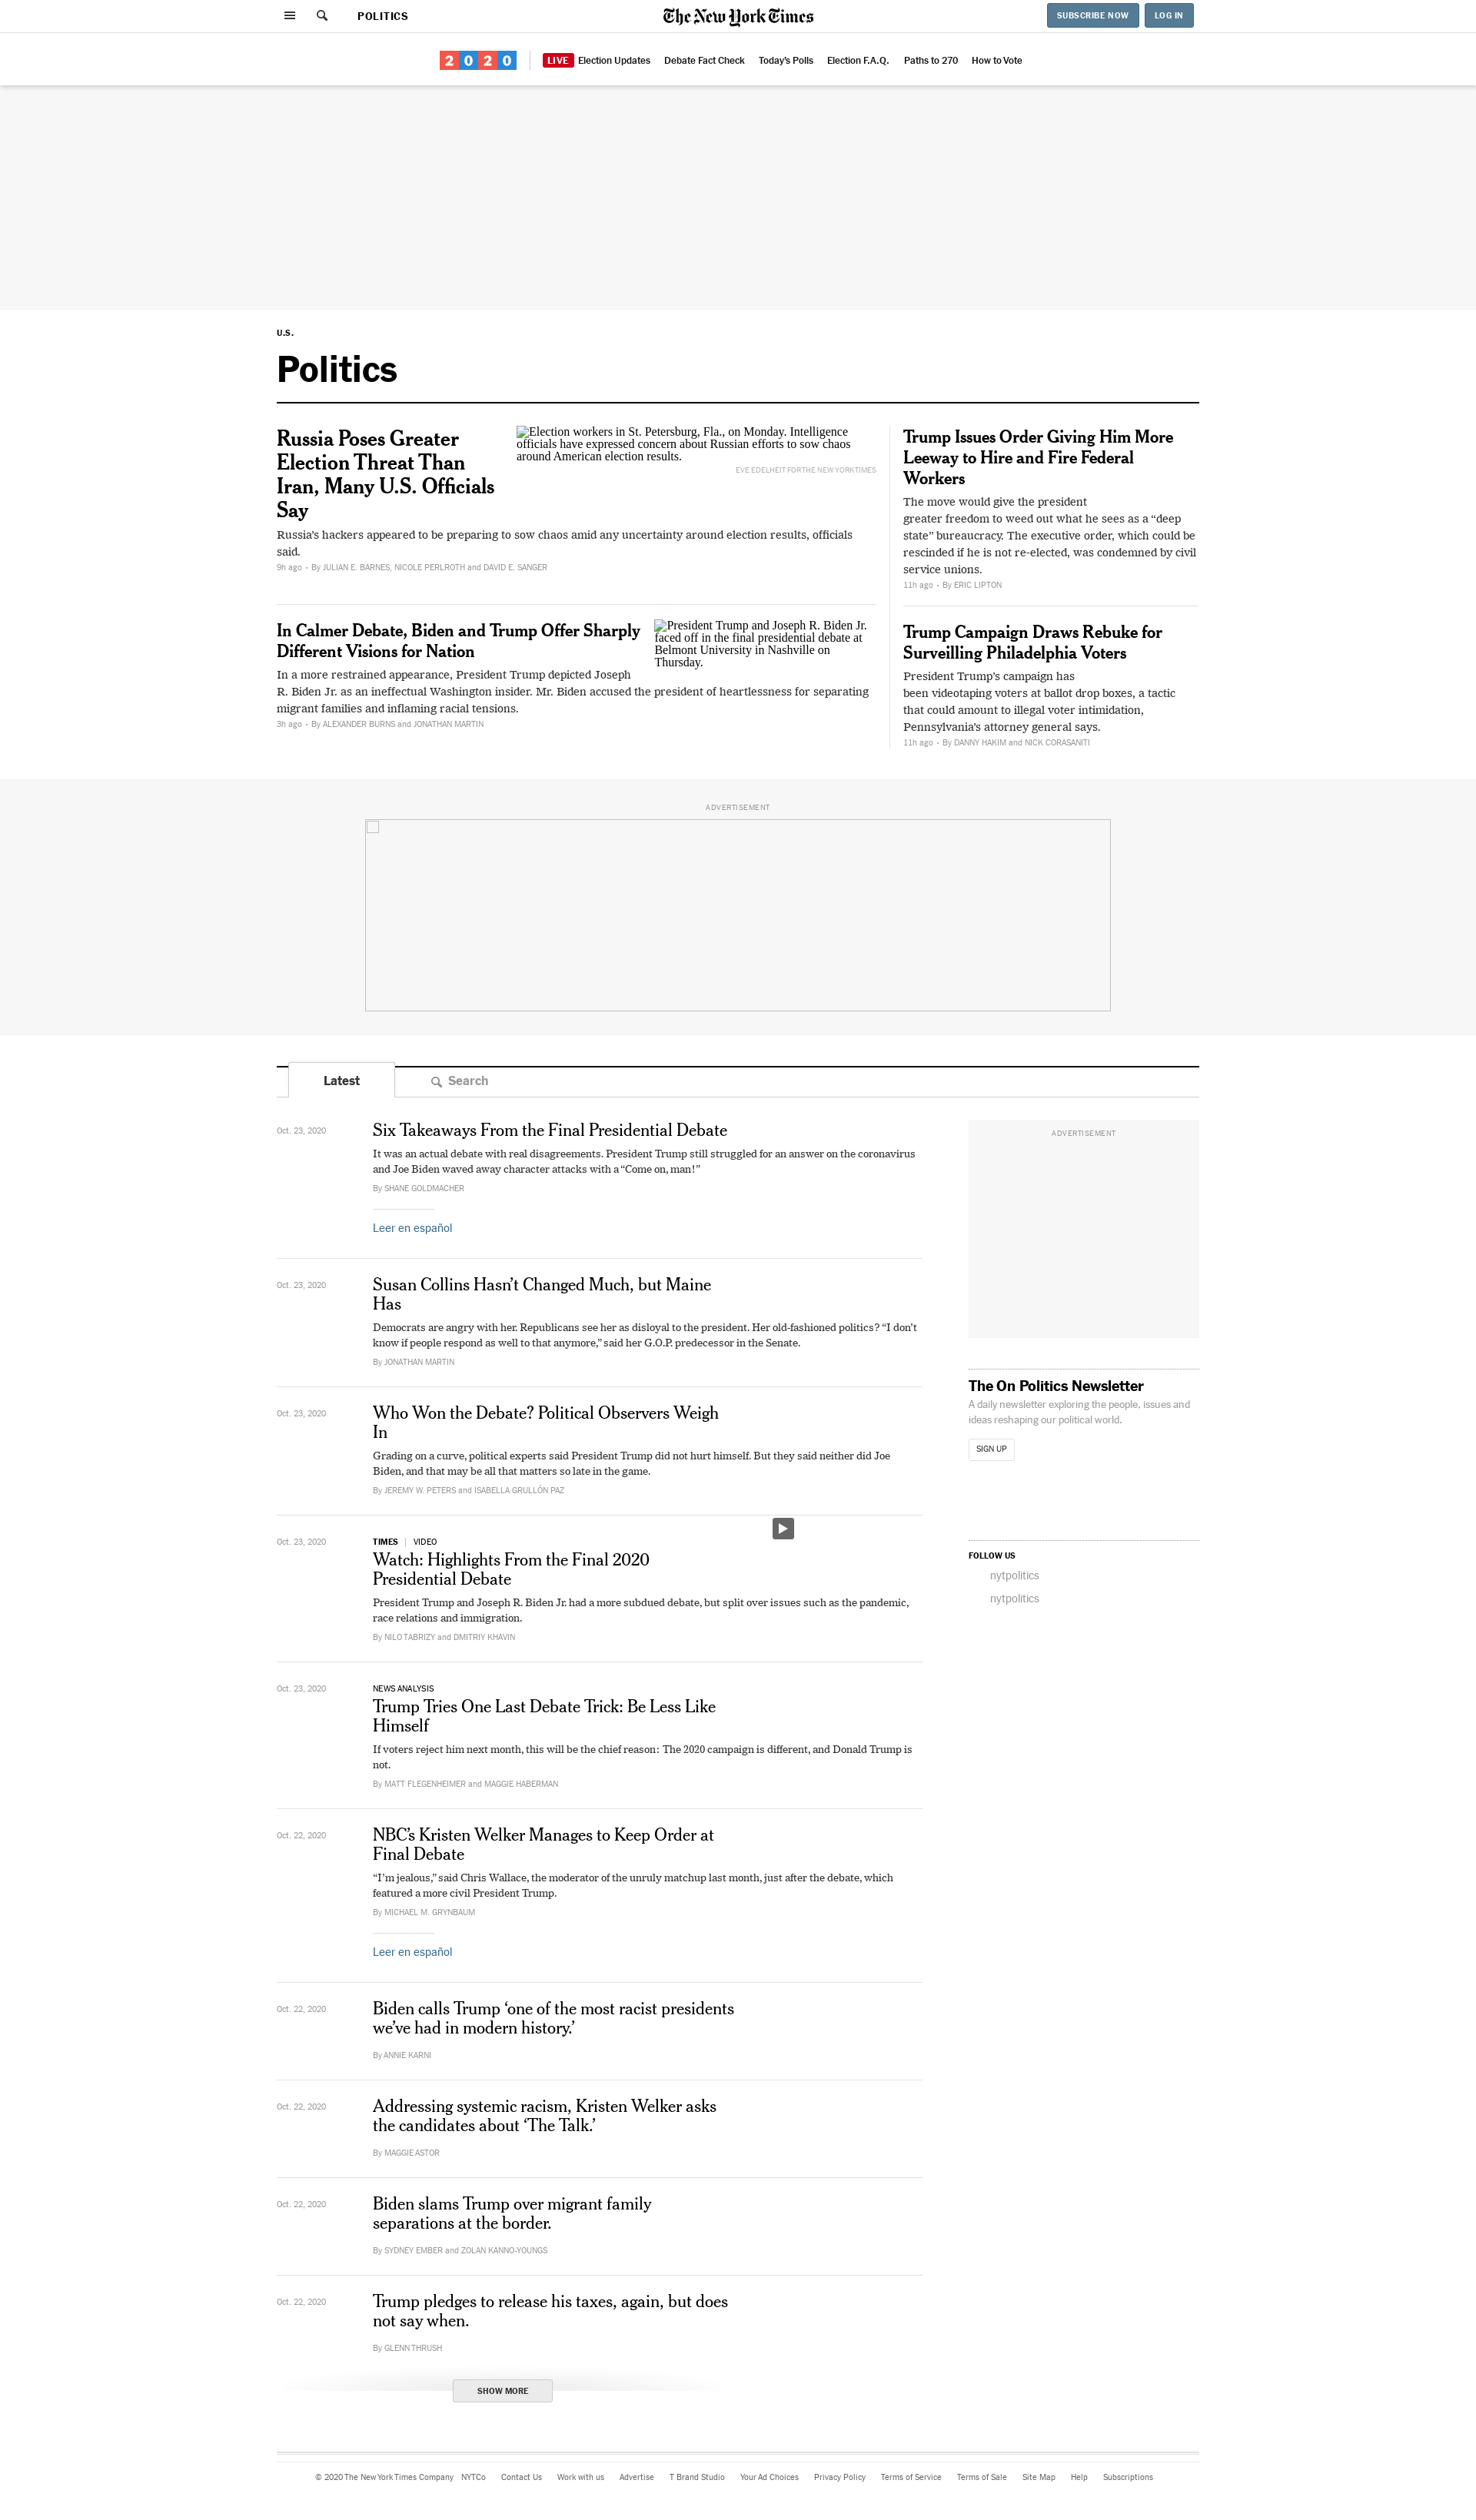 POLITICS
The New York Times
SUBSCRIBE NOW
LOG IN
2020
LIVE Election Updates
Debate Fact Check
Today's Polls
Election F.A.Q.
Paths to 270
How to Vote
U.S.
Politics
Russia Poses Greater
Election Threat Than
Iran, Many U.S. Officials
Say
Election workers in St. Petersburg, Fla., on Monday. Intelligence
officials have expressed concern about Russian efforts to sow chaos
around American election results.
EVE EDELHEIT FOR THE NEW YORK TIMES
Russia’s hackers appeared to be preparing to sow chaos amid any uncertainty around election results, officials
said.
9h ago • By JULIAN E. BARNES, NICOLE PERLROTH and DAVID E. SANGER
In Calmer Debate, Biden and Trump Offer Sharply
Different Visions for Nation
President Trump and Joseph R. Biden Jr.
faced off in the final presidential debate at
Belmont University in Nashville on
Thursday.
In a more restrained appearance, President Trump depicted Joseph
R. Biden Jr. as an ineffectual Washington insider. Mr. Biden accused the president of heartlessness for separating
migrant families and inflaming racial tensions.
3h ago • By ALEXANDER BURNS and JONATHAN MARTIN
Trump Issues Order Giving Him More
Leeway to Hire and Fire Federal
Workers
The move would give the president
greater freedom to weed out what he sees as a “deep
state” bureaucracy. The executive order, which could be
rescinded if he is not re-elected, was condemned by civil
service unions.
11h ago • By ERIC LIPTON
Trump Campaign Draws Rebuke for
Surveilling Philadelphia Voters
President Trump’s campaign has
been videotaping voters at ballot drop boxes, a tactic
that could amount to illegal voter intimidation,
Pennsylvania’s attorney general says.
11h ago • By DANNY HAKIM and NICK CORASANITI
ADVERTISEMENT
Latest
Search
Oct. 23, 2020
Six Takeaways From the Final Presidential Debate
It was an actual debate with real disagreements. President Trump still struggled for an answer on the coronavirus
and Joe Biden waved away character attacks with a “Come on, man!”
By SHANE GOLDMACHER
Leer en español
Oct. 23, 2020
Susan Collins Hasn’t Changed Much, but Maine
Has
Democrats are angry with her. Republicans see her as disloyal to the president. Her old-fashioned politics? “I don’t
know if people respond as well to that anymore,” said her G.O.P. predecessor in the Senate.
By JONATHAN MARTIN
Oct. 23, 2020
Who Won the Debate? Political Observers Weigh
In
Grading on a curve, political experts said President Trump did not hurt himself. But they said neither did Joe
Biden, and that may be all that matters so late in the game.
By JEREMY W. PETERS and ISABELLA GRULLÓN PAZ
Oct. 23, 2020
TIMES | VIDEO
Watch: Highlights From the Final 2020
Presidential Debate
President Trump and Joseph R. Biden Jr. had a more subdued debate, but split over issues such as the pandemic,
race relations and immigration.
By NILO TABRIZY and DMITRIY KHAVIN
Oct. 23, 2020
NEWS ANALYSIS
Trump Tries One Last Debate Trick: Be Less Like
Himself
If voters reject him next month, this will be the chief reason: The 2020 campaign is different, and Donald Trump is
not.
By MATT FLEGENHEIMER and MAGGIE HABERMAN
Oct. 22, 2020
NBC’s Kristen Welker Manages to Keep Order at
Final Debate
“I’m jealous,” said Chris Wallace, the moderator of the unruly matchup last month, just after the debate, which
featured a more civil President Trump.
By MICHAEL M. GRYNBAUM
Leer en español
Oct. 22, 2020
Biden calls Trump ‘one of the most racist presidents
we’ve had in modern history.’
By ANNIE KARNI
Oct. 22, 2020
Addressing systemic racism, Kristen Welker asks
the candidates about ‘The Talk.’
By MAGGIE ASTOR
Oct. 22, 2020
Biden slams Trump over migrant family
separations at the border.
By SYDNEY EMBER and ZOLAN KANNO-YOUNGS
Oct. 22, 2020
Trump pledges to release his taxes, again, but does
not say when.
By GLENN THRUSH
SHOW MORE
ADVERTISEMENT
The On Politics Newsletter
A daily newsletter exploring the people, issues and
ideas reshaping our political world.
SIGN UP
FOLLOW US
nytpolitics
nytpolitics
© 2020 The New York Times Company NYTCo Contact Us Work with us Advertise T Brand Studio Your Ad Choices Privacy Policy Terms of Service Terms of Sale Site Map Help Subscriptions